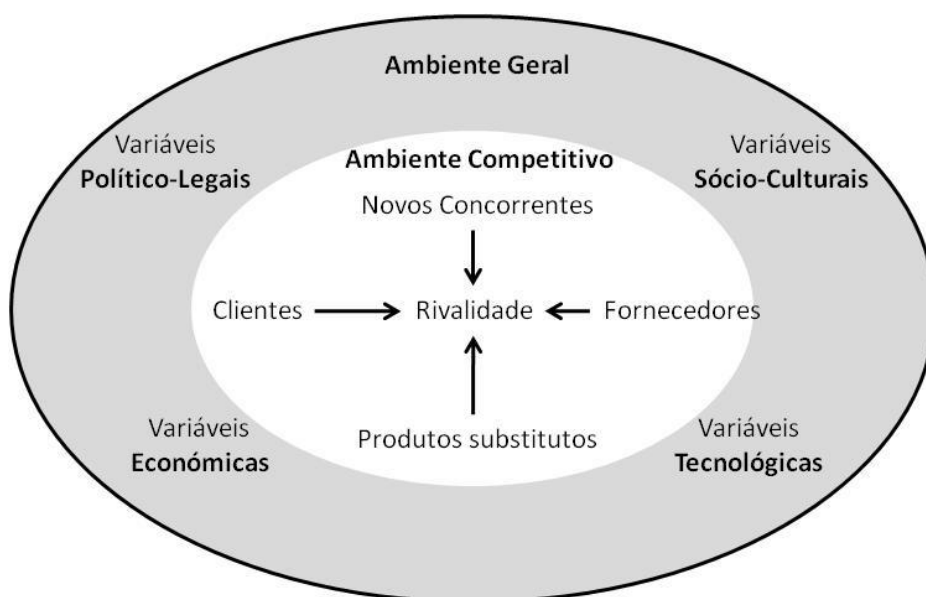 Ambiente Geral
Variáveis
Político-Legais
Variáveis
Sócio-Culturais
Ambiente Competitivo
Novos Concorrentes
Clientes
Rivalidade
Fornecedores
Produtos substitutos
Variáveis
Económicas
Variáveis
Tecnológicas